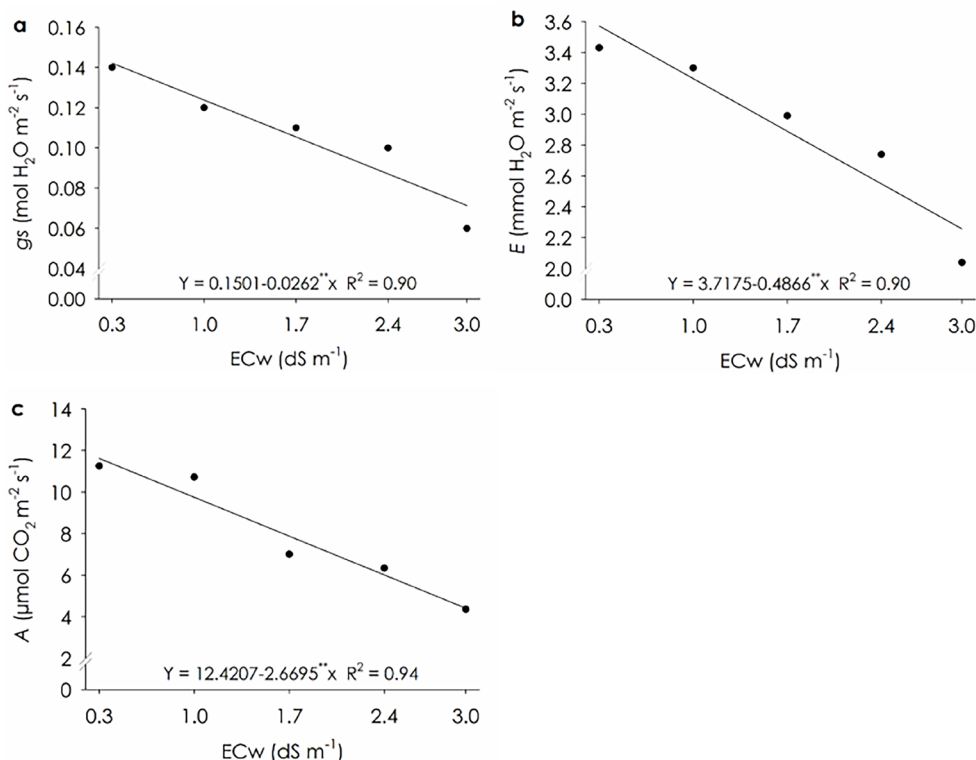 a
0.16
0.14
0.12
0.10
0.08
0.06
0.04
0.00
gs (mol H₂O m⁻² s⁻¹)
Y = 0.1501-0.0262**x R² = 0.90
0.3 1.0 1.7 2.4 3.0
ECw (dS m⁻¹)
b
3.6
3.4
3.2
3.0
2.8
2.6
2.4
2.2
2.0
0.0
E (mmol H₂O m⁻² s⁻¹)
Y = 3.7175-0.4866**x R² = 0.90
0.3 1.0 1.7 2.4 3.0
ECw (dS m⁻¹)
c
14
12
10
8
6
4
2
0
A (µmol CO₂ m⁻² s⁻¹)
Y = 12.4207-2.6695**x R² = 0.94
0.3 1.0 1.7 2.4 3.0
ECw (dS m⁻¹)